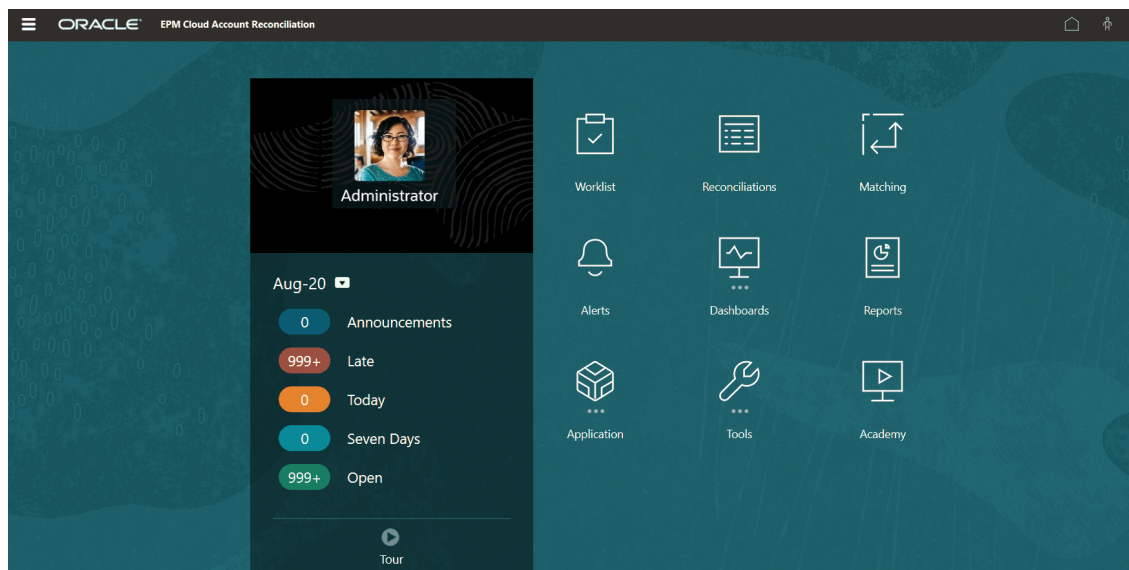 ORACLE EPM Cloud Account Reconciliation
Administrator
Aug-20
0 Announcements
999+ Late
0 Today
0 Seven Days
999+ Open
Tour
Worklist Reconciliations Matching
Alerts Dashboards Reports
Application Tools Academy